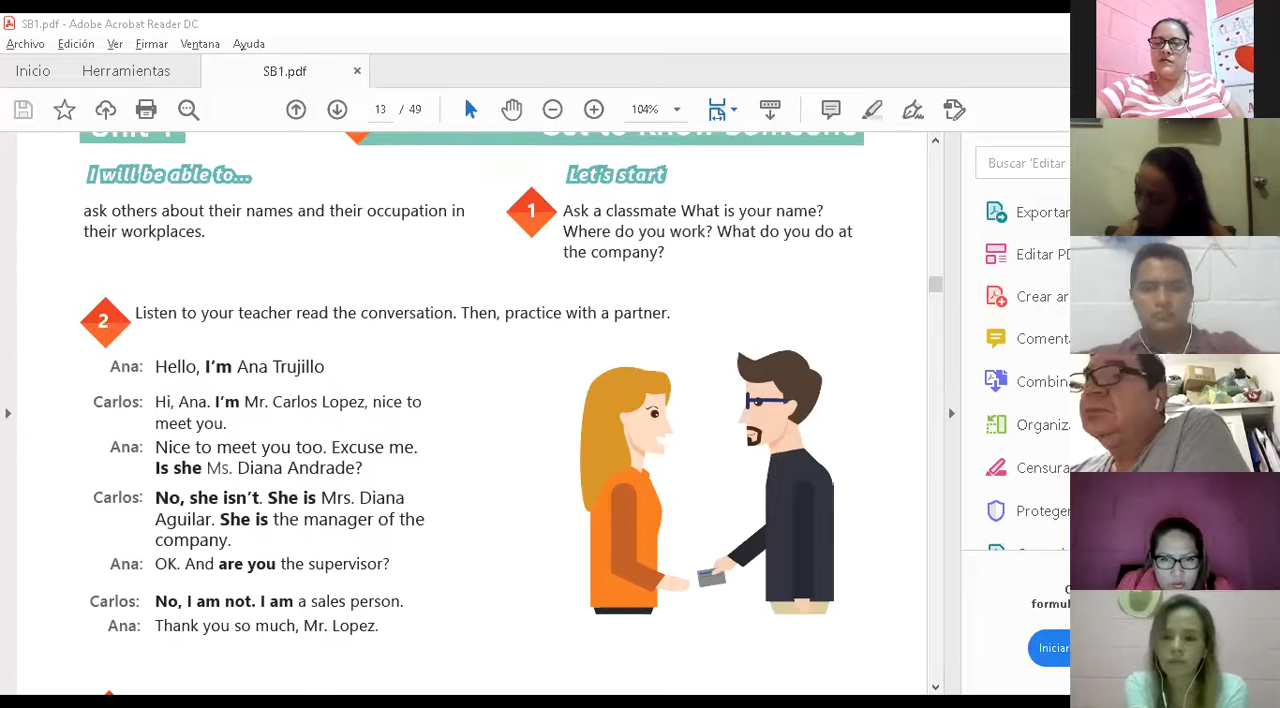 SB1.pdf - Adobe Acrobat Reader DC
Archivo Edición Ver Firmar Ventana Ayuda
Inicio Herramientas SB1.pdf ×
13 / 49 104%
I will be able to...
ask others about their names and their occupation in
their workplaces.
Let's start
1 Ask a classmate What is your name?
Where do you work? What do you do at
the company?
2 Listen to your teacher read the conversation. Then, practice with a partner.
Ana: Hello, I'm Ana Trujillo
Carlos: Hi, Ana. I'm Mr. Carlos Lopez, nice to
meet you.
Ana: Nice to meet you too. Excuse me.
Is she Ms. Diana Andrade?
Carlos: No, she isn't. She is Mrs. Diana
Aguilar. She is the manager of the
company.
Ana: OK. And are you the supervisor?
Carlos: No, I am not. I am a sales person.
Ana: Thank you so much, Mr. Lopez.
Buscar 'Editar
Exportar
Editar PD
Crear ar
Comenta
Combin
Organiz
Censura
Proteger
formul
Iniciar